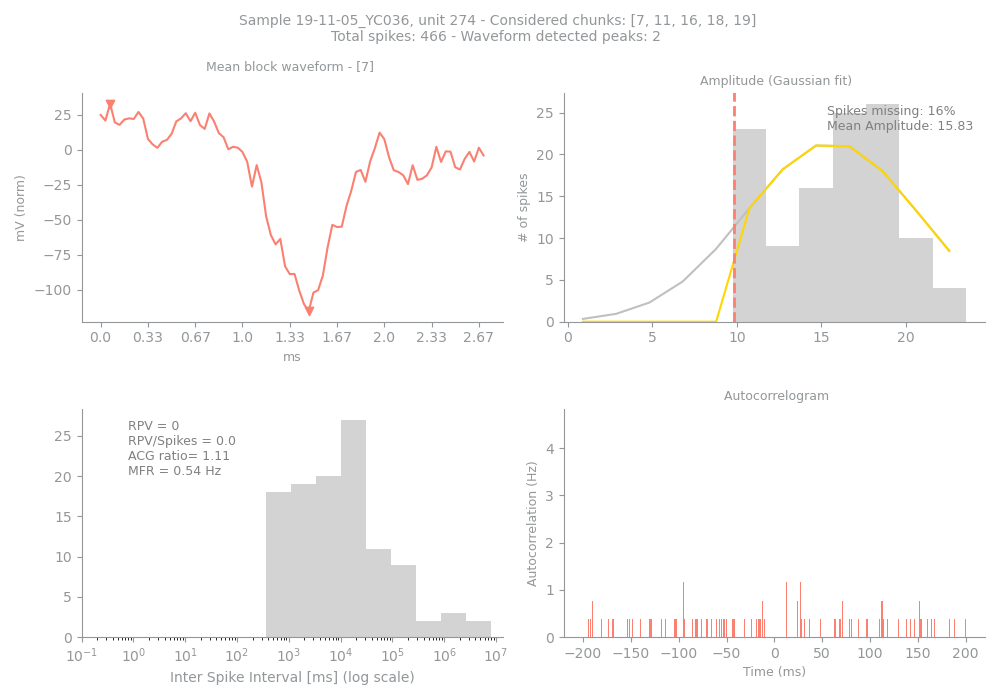 Sample 19-11-05_YC036, unit 274 - Considered chunks: [7, 11, 16, 18, 19]
Total spikes: 466 - Waveform detected peaks: 2
Mean block waveform - [7]
mV (norm)
25
0
−25
−50
−75
−100
0.0 0.33 0.67 1.0 1.33 1.67 2.0 2.33 2.67
ms
Amplitude (Gaussian fit)
Spikes missing: 16%
Mean Amplitude: 15.83
# of spikes
25
20
15
10
5
0
0 5 10 15 20
RPV = 0
RPV/Spikes = 0.0
ACG ratio= 1.11
MFR = 0.54 Hz
25
20
15
10
5
0
10−1 100 101 102 103 104 105 106 107
Inter Spike Interval [ms] (log scale)
Autocorrelogram
Autocorrelation (Hz)
4
3
2
1
0
−200 −150 −100 −50 0 50 100 150 200
Time (ms)